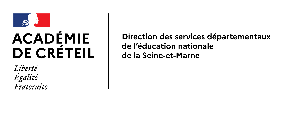 ACADÉMIE
DE CRÉTEIL
Liberté
Égalité
Fraternité
Direction des services départementaux
de l'éducation nationale
de la Seine-et-Marne